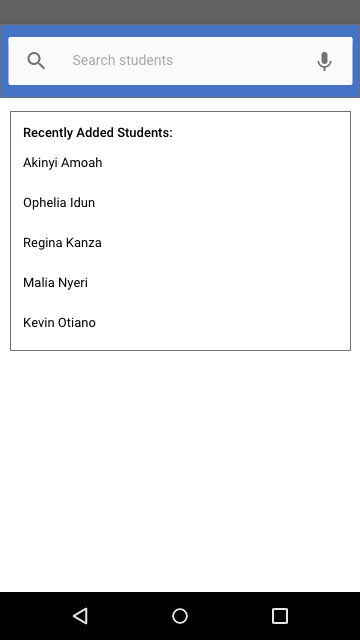 Search students
Recently Added Students:
Akinyi Amoah
Ophelia Idun
Regina Kanza
Malia Nyeri
Kevin Otiano